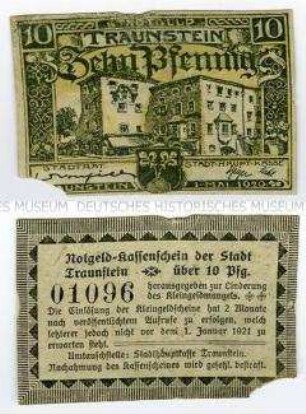 10 STADTGELD 10
TRAUNSTEIN
Zehn Pfennig
STADTRAT STADT-HAUPT-KASSE
TRAUNSTEIN 1. MAI 1920
MUSEUM DEUTSCHES HISTORISCHES MUSEUM
Notgeld-Kassenschein der Stadt
Traunstein über 10 Pfg.
01096 herausgegeben zur Linderung
des Kleingeldmangels.
Die Einlösung der Kleingeldscheine hat 2 Monate
nach veröffentlichtem Aufrufe zu erfolgen, welch
letzterer jedoch nicht vor dem 1. Januar 1921 zu
erwarten steht.
Umtauschstelle: Stadthauptkasse Traunstein.
Nachahmung des Kassenscheines wird gesetzl. bestraft.